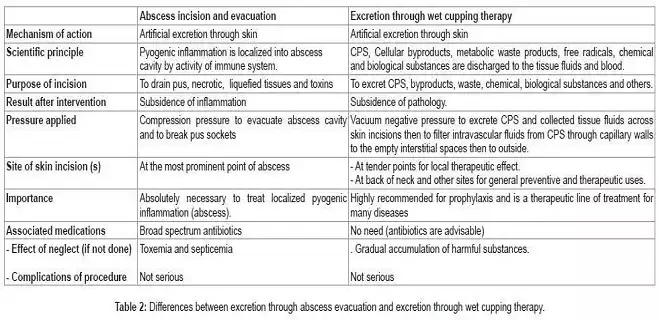 Abscess incision and evacuation Excretion through wet cupping therapy
Mechanism of action Artificial excretion through skin Artificial excretion through skin
Scientific principle Pyogenic inflammation is localized into abscess CPS, Cellular byproducts, metabolic waste products, free radicals, chemical
cavity by activity of immune system. and biological substances are discharged to the tissue fluids and blood.
Purpose of incision To drain pus, necrotic, liquefied tissues and toxins To excret CPS, byproducts, waste, chemical, biological substances and others.
Result after intervention Subsidence of inflammation Subsidence of pathology.
Pressure applied Compression pressure to evacuate abscess cavity Vacuum negative pressure to excrete CPS and collected tissue fluids across
and to break pus sockets skin incisions then to filter intravascular fluids from CPS through capillary walls
to the empty interstitial spaces then to outside.
Site of skin incision (s) At the most prominent point of abscess - At tender points for local therapeutic effect.
- At back of neck and other sites for general preventive and therapeutic uses.
Importance Absolutely necessary to treat localized pyogenic Highly recommended for prophylaxis and is a therapeutic line of treatment for
inflammation (abscess). many diseases
Associated medications Broad spectrum antibiotics No need (antibiotics are advisable)
- Effect of neglect (if not done) Toxemia and septicemia . Gradual accumulation of harmful substances.
- Complications of procedure Not serious Not serious
Table 2: Differences between excretion through abscess evacuation and excretion through wet cupping therapy.